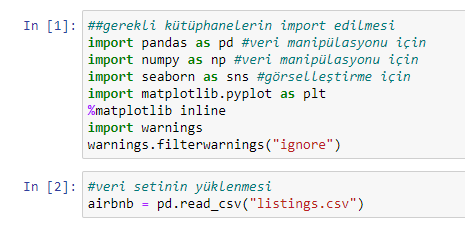 In [1]: ##gerekli kütüphanelerin import edilmesi
import pandas as pd #veri manipülasyonu için
import numpy as np #veri manipülasyonu için
import seaborn as sns #görselleştirme için
import matplotlib.pyplot as plt
%matplotlib inline
import warnings
warnings.filterwarnings("ignore")
In [2]: #veri setinin yüklenmesi
airbnb = pd.read_csv("listings.csv")